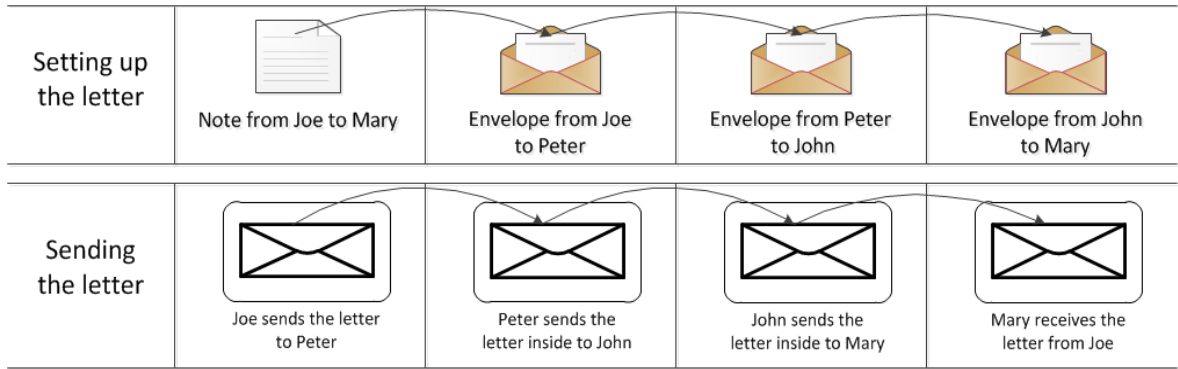 Setting up
the letter
Note from Joe to Mary
Envelope from Joe
to Peter
Envelope from Peter
to John
Envelope from John
to Mary
Sending
the letter
Joe sends the letter
to Peter
Peter sends the
letter inside to John
John sends the
letter inside to Mary
Mary receives the
letter from Joe